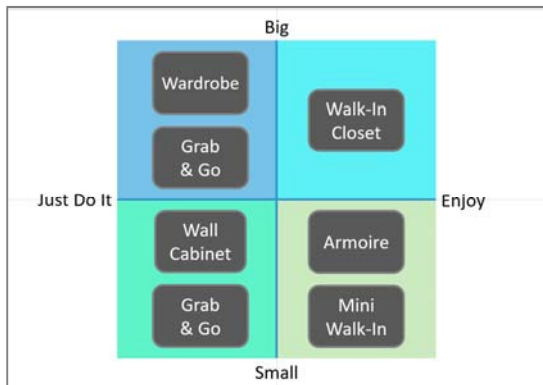 Big
Wardrobe
Walk-In
Closet
Grab
& Go
Just Do It
Enjoy
Wall
Cabinet
Armoire
Grab
& Go
Mini
Walk-In
Small